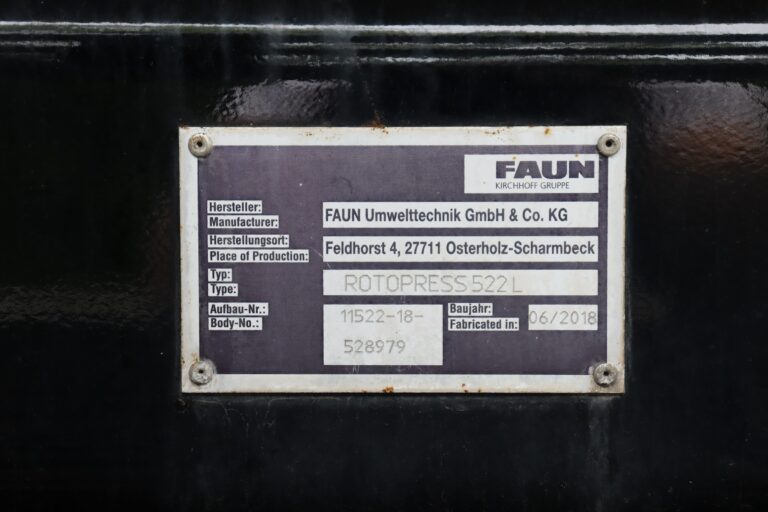 FAUN
KIRCHHOFF GRUPPE
Hersteller:
Manufacturer:
FAUN Umwelttechnik GmbH & Co. KG
Herstellungsort:
Place of Production:
Feldhorst 4, 27711 Osterholz-Scharmbeck
Typ:
Type:
ROTOPRESS 522 L
Aufbau-Nr.:
Body-No.:
11522-18-
528979
Baujahr:
Fabricated in:
06/2018